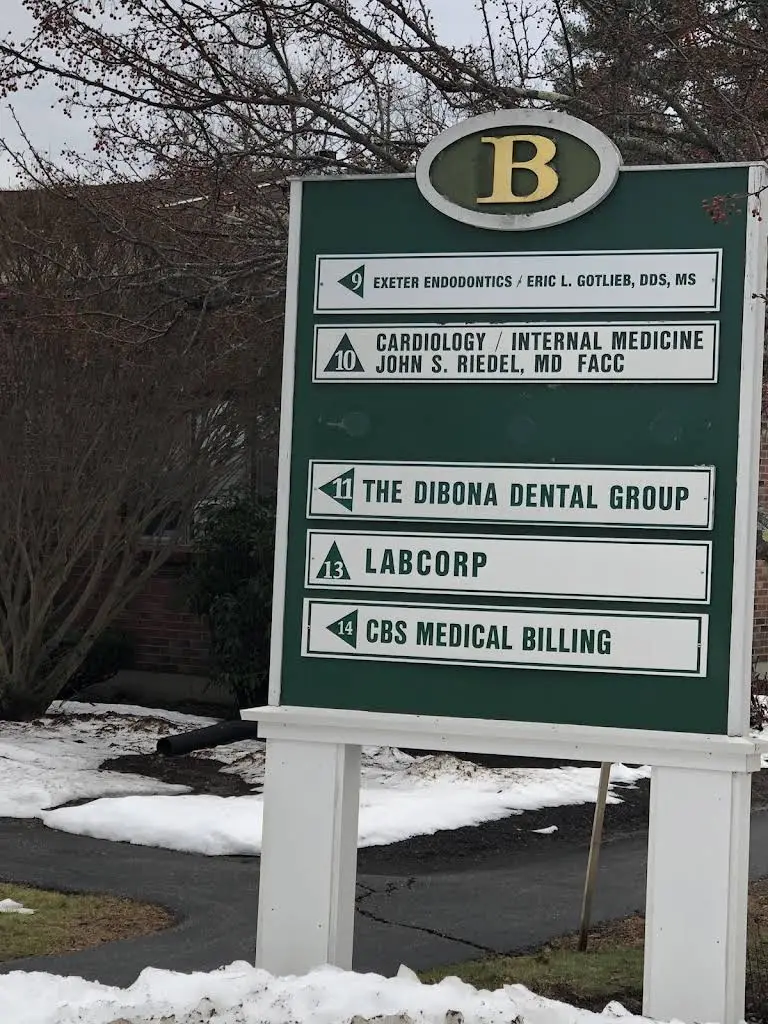 B
9 EXETER ENDODONTICS / ERIC L. GOTLIEB, DDS, MS
10 CARDIOLOGY / INTERNAL MEDICINE
JOHN S. RIEDEL, MD FACC
11 THE DIBONA DENTAL GROUP
13 LABCORP
14 CBS MEDICAL BILLING